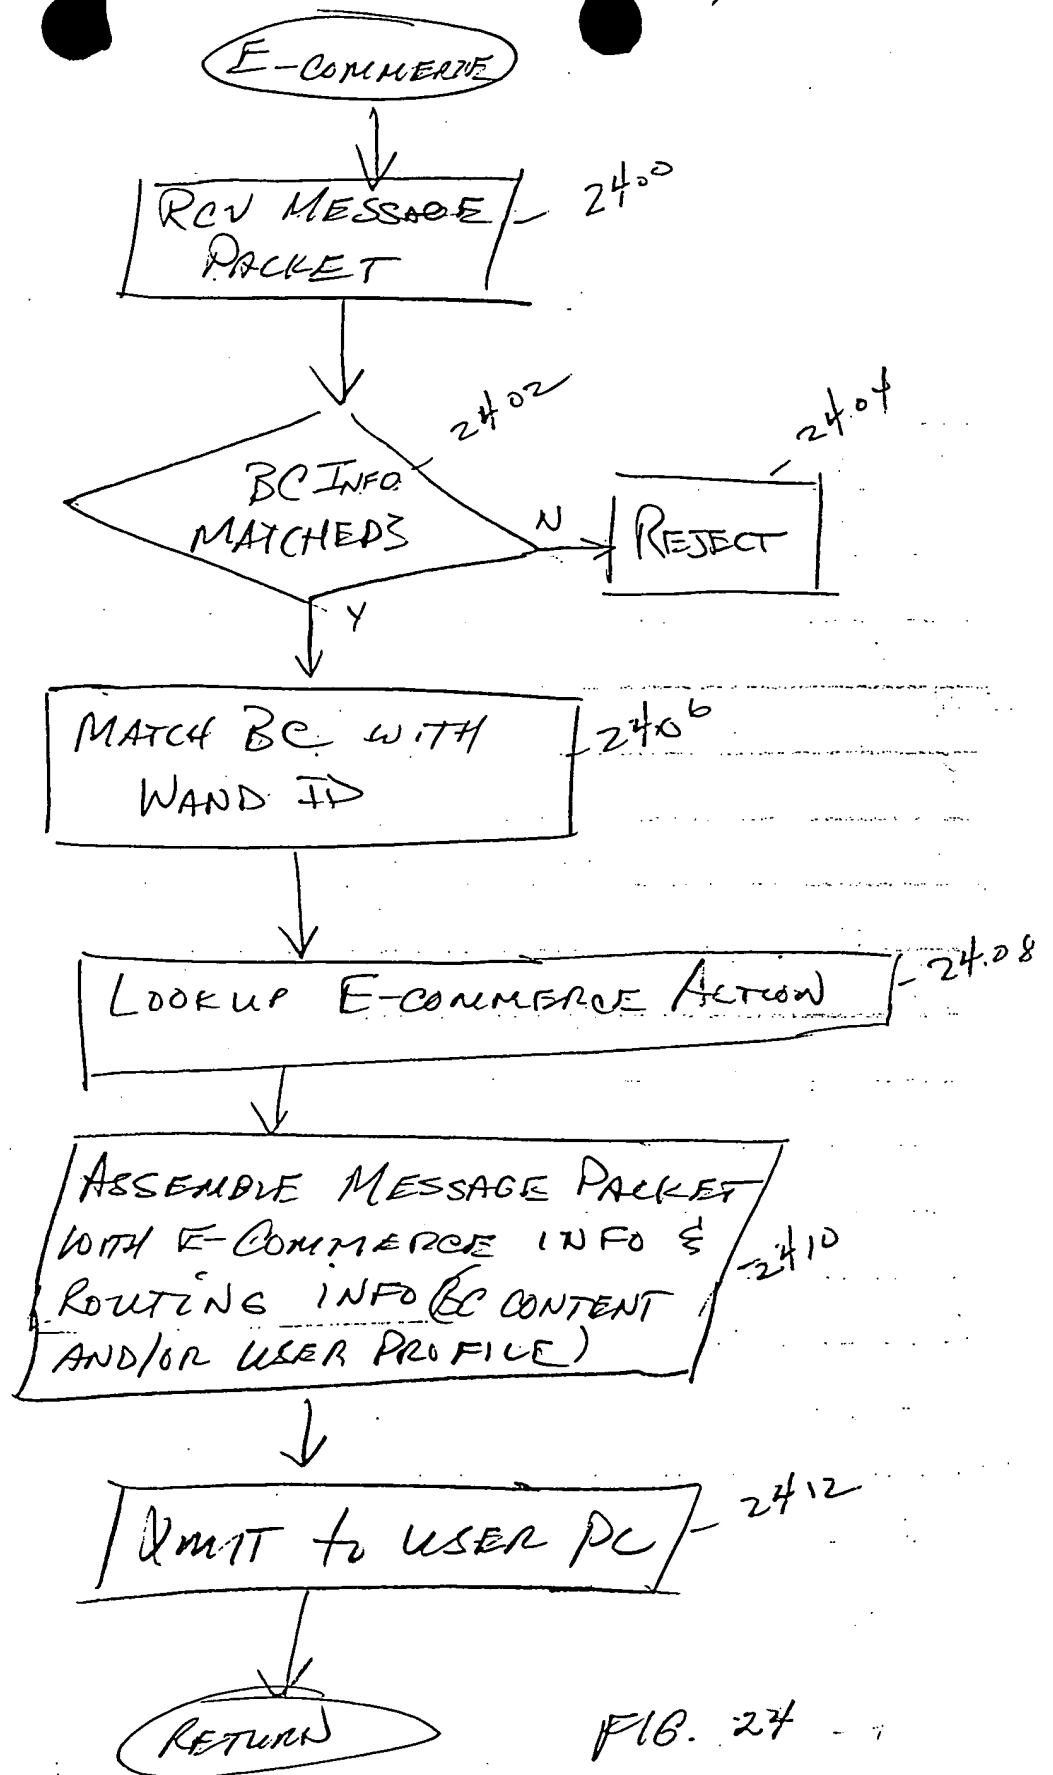 E-COMMERCE
RCV MESSAGE
PACKET
2400
2402
BC INFO
MATCHED?
N
2404
REJECT
Y
MATCH BC WITH
WAND ID
2406
LOOKUP E-COMMERCE ACTION
2408
ASSEMBLE MESSAGE PACKET
WITH E-COMMERCE INFO &
ROUTING INFO (BC CONTENT
AND/OR USER PROFILE)
2410
XMIT to USER PC
2412
RETURN
FIG. 24